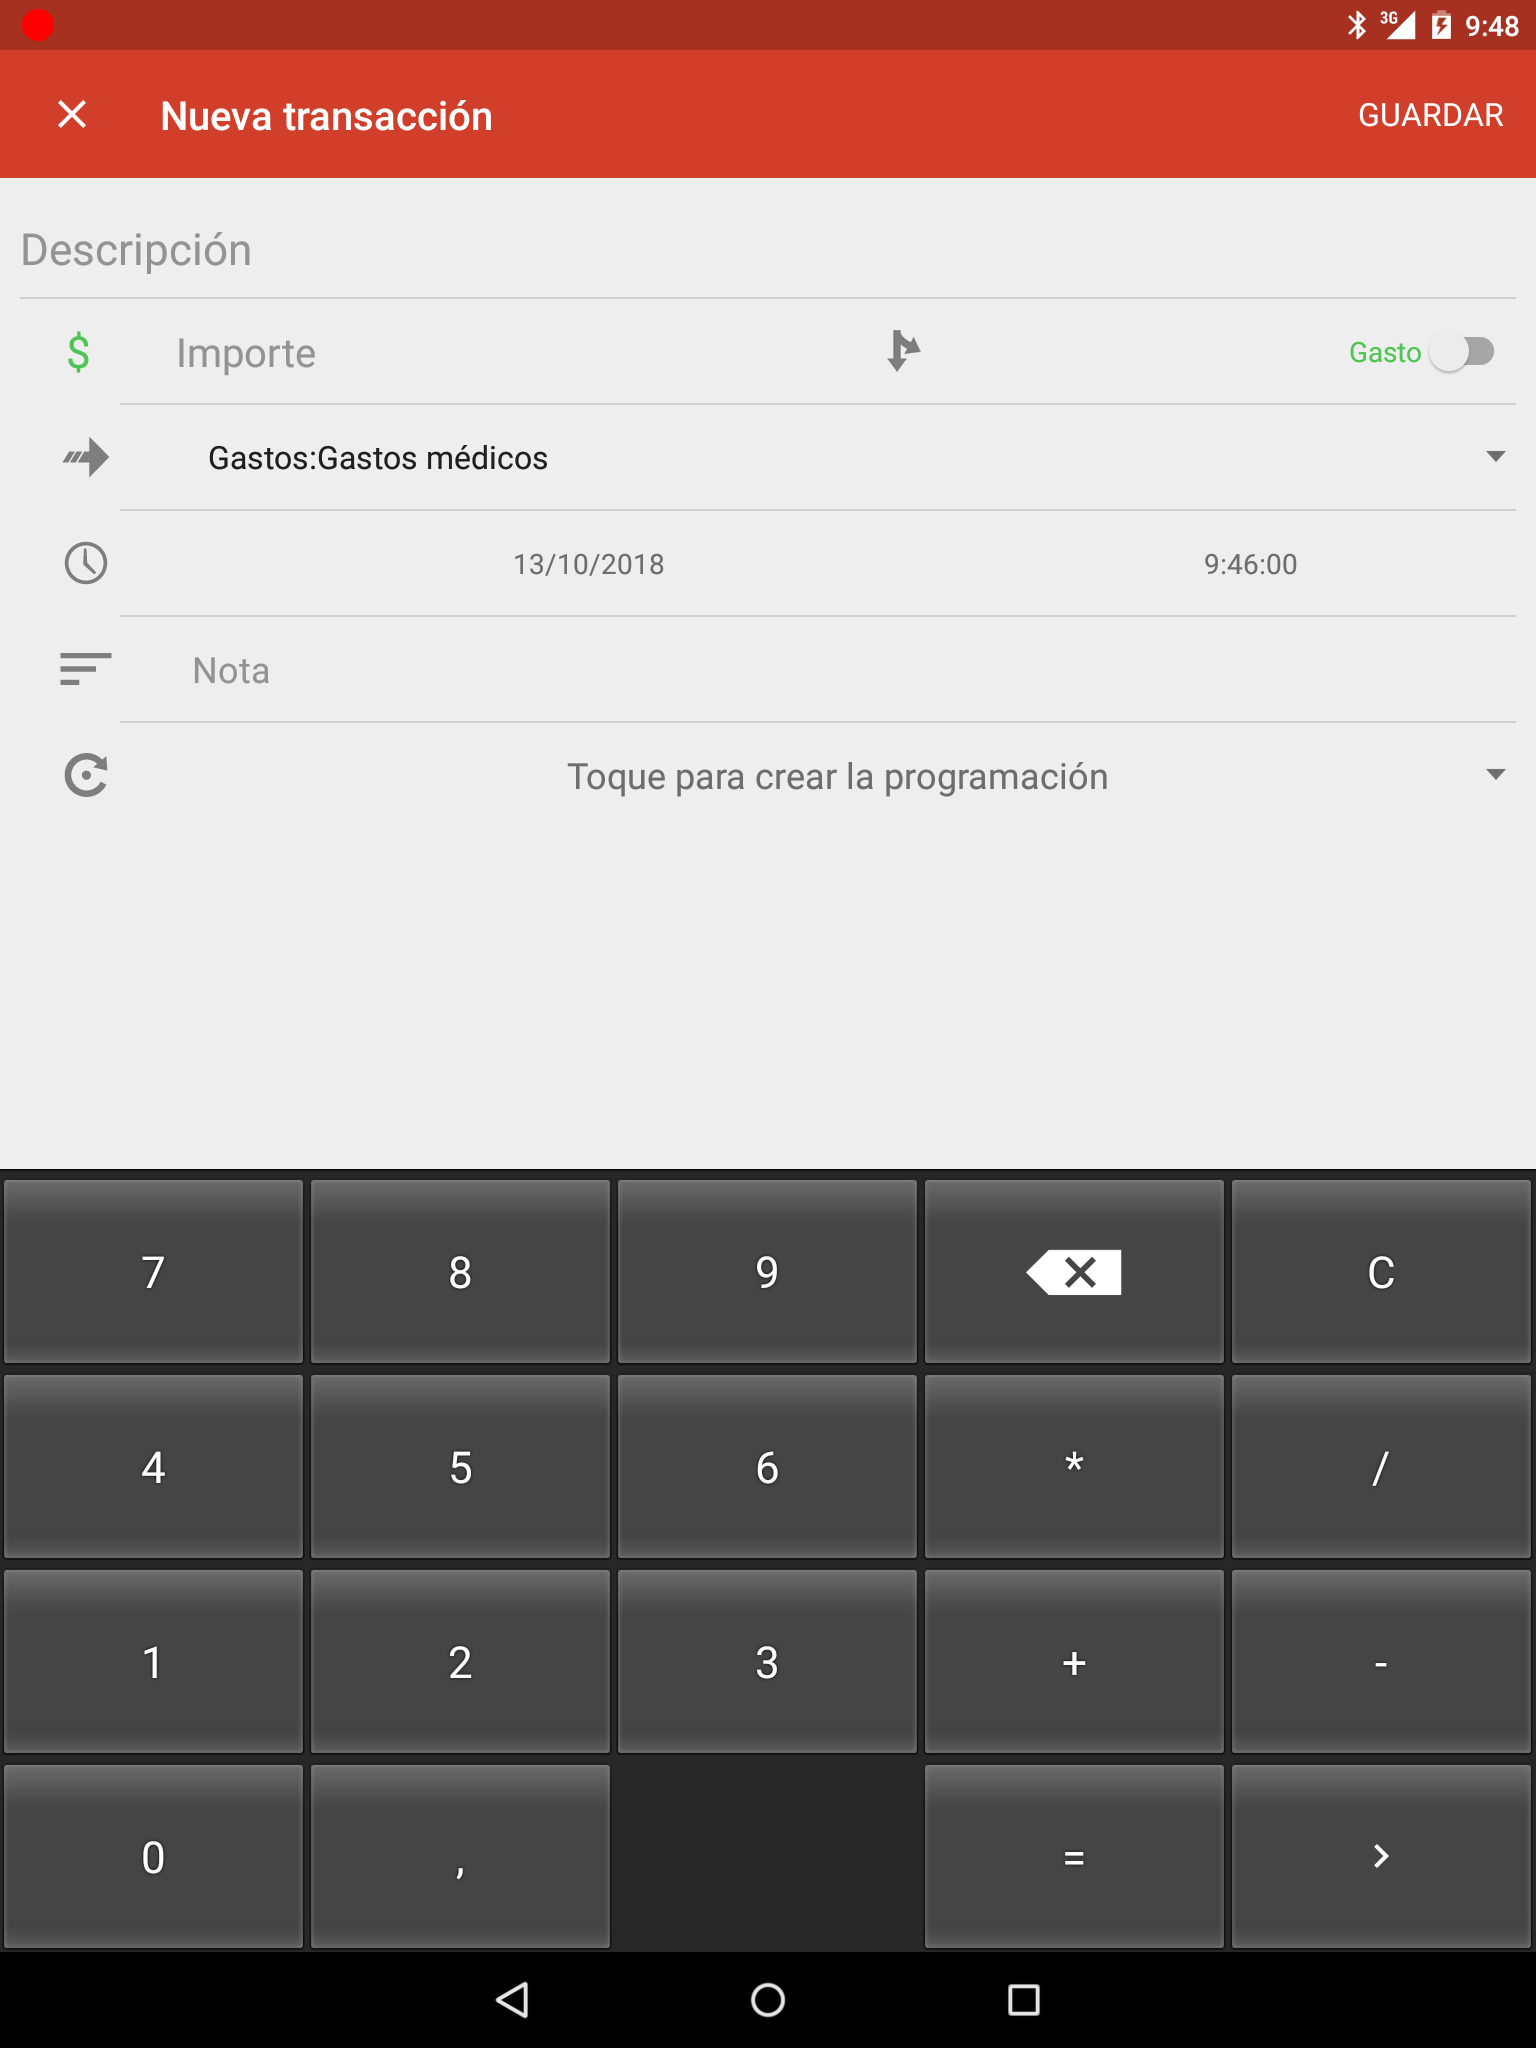 3G 9:48
Nueva transacción GUARDAR
Descripción
$ Importe Gasto
Gastos:Gastos médicos
13/10/2018 9:46:00
Nota
Toque para crear la programación
7 8 9 C
4 5 6 * /
1 2 3 + -
0 , = >